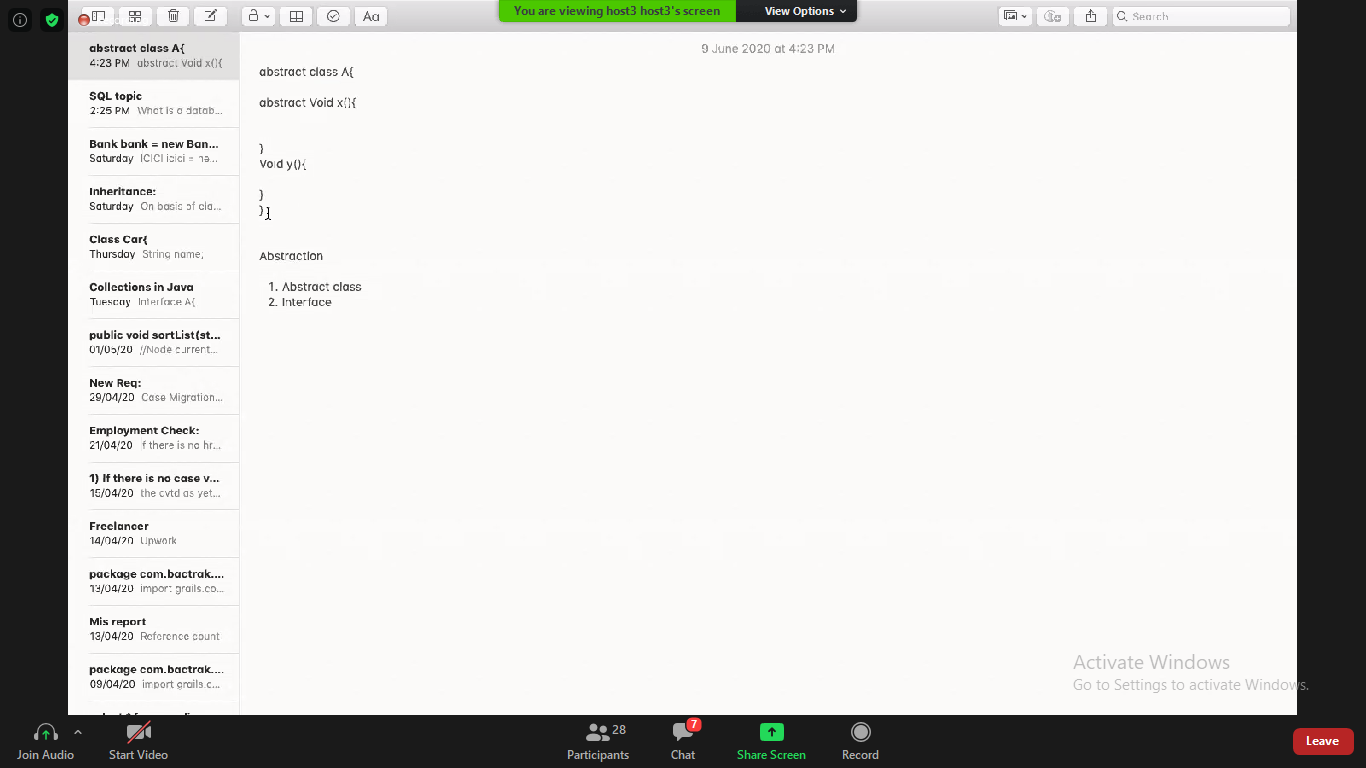 You are viewing host3 host3's screen
View Options
Aa
Search
abstract class A{
4:23 PM abstract Void x(){
SQL topic
2:25 PM What is a datab...
Bank bank = new Ban...
Saturday ICICI icici = ne...
Inheritance:
Saturday On basis of cla...
Class Car{
Thursday String name;
Collections in Java
Tuesday Interface A{
public void sortList(st...
01/05/20 //Node current...
New Req:
29/04/20 Case Migration...
Employment Check:
21/04/20 If there is no hr...
1) If there is no case v...
15/04/20 the cvtd as yet...
Freelancer
14/04/20 Upwork
package com.bactrak....
13/04/20 import grails.co...
Mis report
13/04/20 Reference count
package com.bactrak....
09/04/20 import grails.c...
9 June 2020 at 4:23 PM
abstract class A{
abstract Void x(){
}
Void y(){
}
}
Abstraction
1. Abstract class
2. Interface
Activate Windows
Go to Settings to activate Windows.
Join Audio
Start Video
28
Participants
7
Chat
Share Screen
Record
Leave